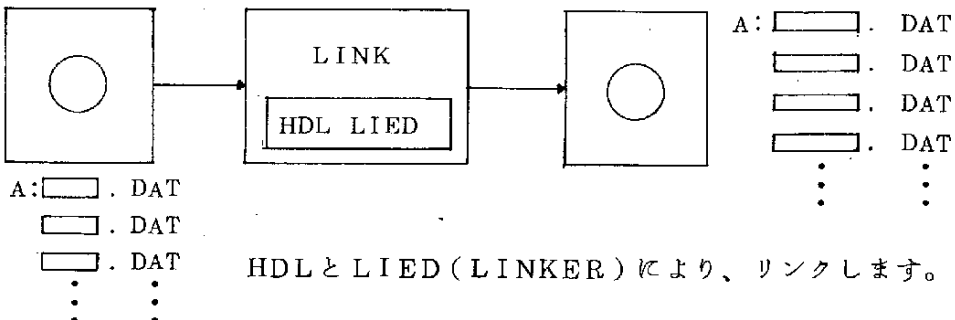 LINK
HDL LIED
A: . DAT
. DAT
. DAT
. DAT
A: . DAT
. DAT
. DAT
HDLとLIED(LINKER)により、リンクします。